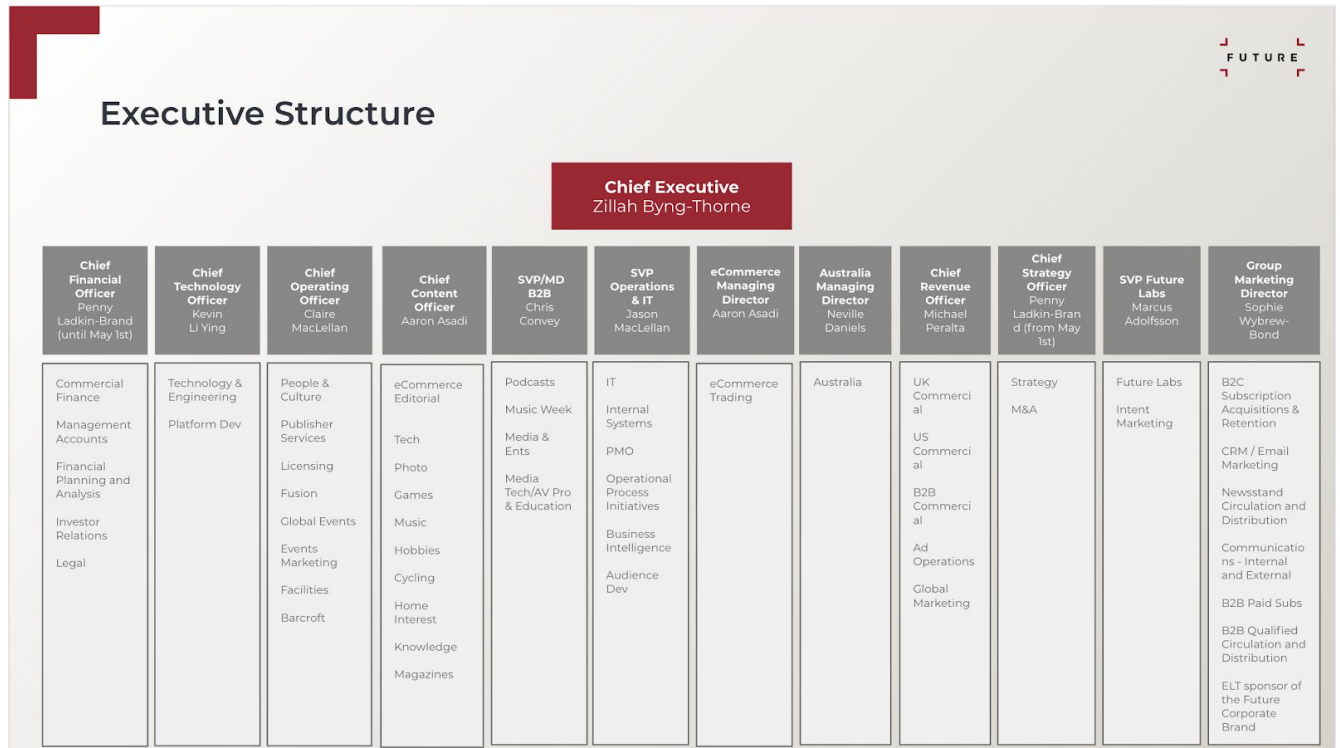 FUTURE
Executive Structure
Chief Executive
Zillah Byng-Thorne
Chief
Financial
Officer
Penny
Ladkin-Brand
(until May 1st)
Commercial
Finance
Management
Accounts
Financial
Planning and
Analysis
Investor
Relations
Legal
Chief
Technology
Officer
Kevin
Li Ying
Technology &
Engineering
Platform Dev
Chief
Operating
Officer
Claire
MacLellan
People &
Culture
Publisher
Services
Licensing
Fusion
Global Events
Events
Marketing
Facilities
Barcroft
Chief
Content
Officer
Aaron Asadi
eCommerce
Editorial
Tech
Photo
Games
Music
Hobbies
Cycling
Home
Interest
Knowledge
Magazines
SVP/MD
B2B
Chris
Convey
Podcasts
Music Week
Media &
Ents
Media
Tech/AV Pro
& Education
SVP
Operations
& IT
Jason
MacLellan
IT
Internal
Systems
PMO
Operational
Process
Initiatives
Business
Intelligence
Audience
Dev
eCommerce
Managing
Director
Aaron Asadi
eCommerce
Trading
Australia
Managing
Director
Neville
Daniels
Australia
Chief
Revenue
Officer
Michael
Peralta
UK
Commerci
al
US
Commerci
al
B2B
Commerci
al
Ad
Operations
Global
Marketing
Chief
Strategy
Officer
Penny
Ladkin-Bran
d (from May
1st)
Strategy
M&A
SVP Future
Labs
Marcus
Adolfsson
Future Labs
Intent
Marketing
Group
Marketing
Director
Sophie
Wybrew-
Bond
B2C
Subscription
Acquisitions &
Retention
CRM / Email
Marketing
Newsstand
Circulation and
Distribution
Communicatio
ns - Internal
and External
B2B Paid Subs
B2B Qualified
Circulation and
Distribution
ELT sponsor of
the Future
Corporate
Brand